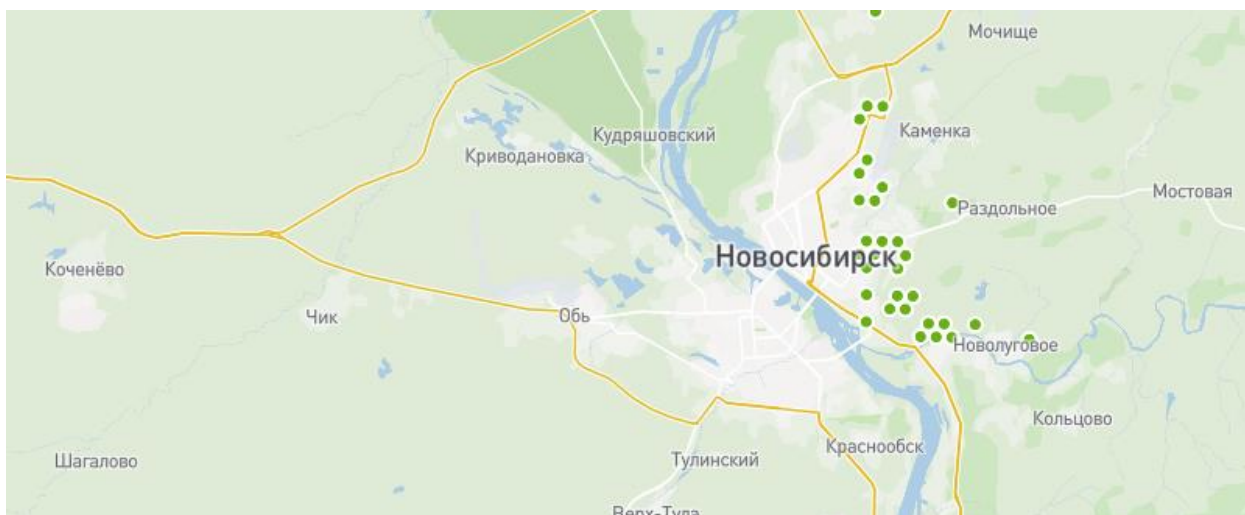 Мочище
Каменка
Кудряшовский
Криводановка
Мостовая
Раздольное
Новосибирск
Коченёво
Обь
Чик
Новолуговое
Кольцово
Краснообск
Тулинский
Шагалово
Верх-Тула